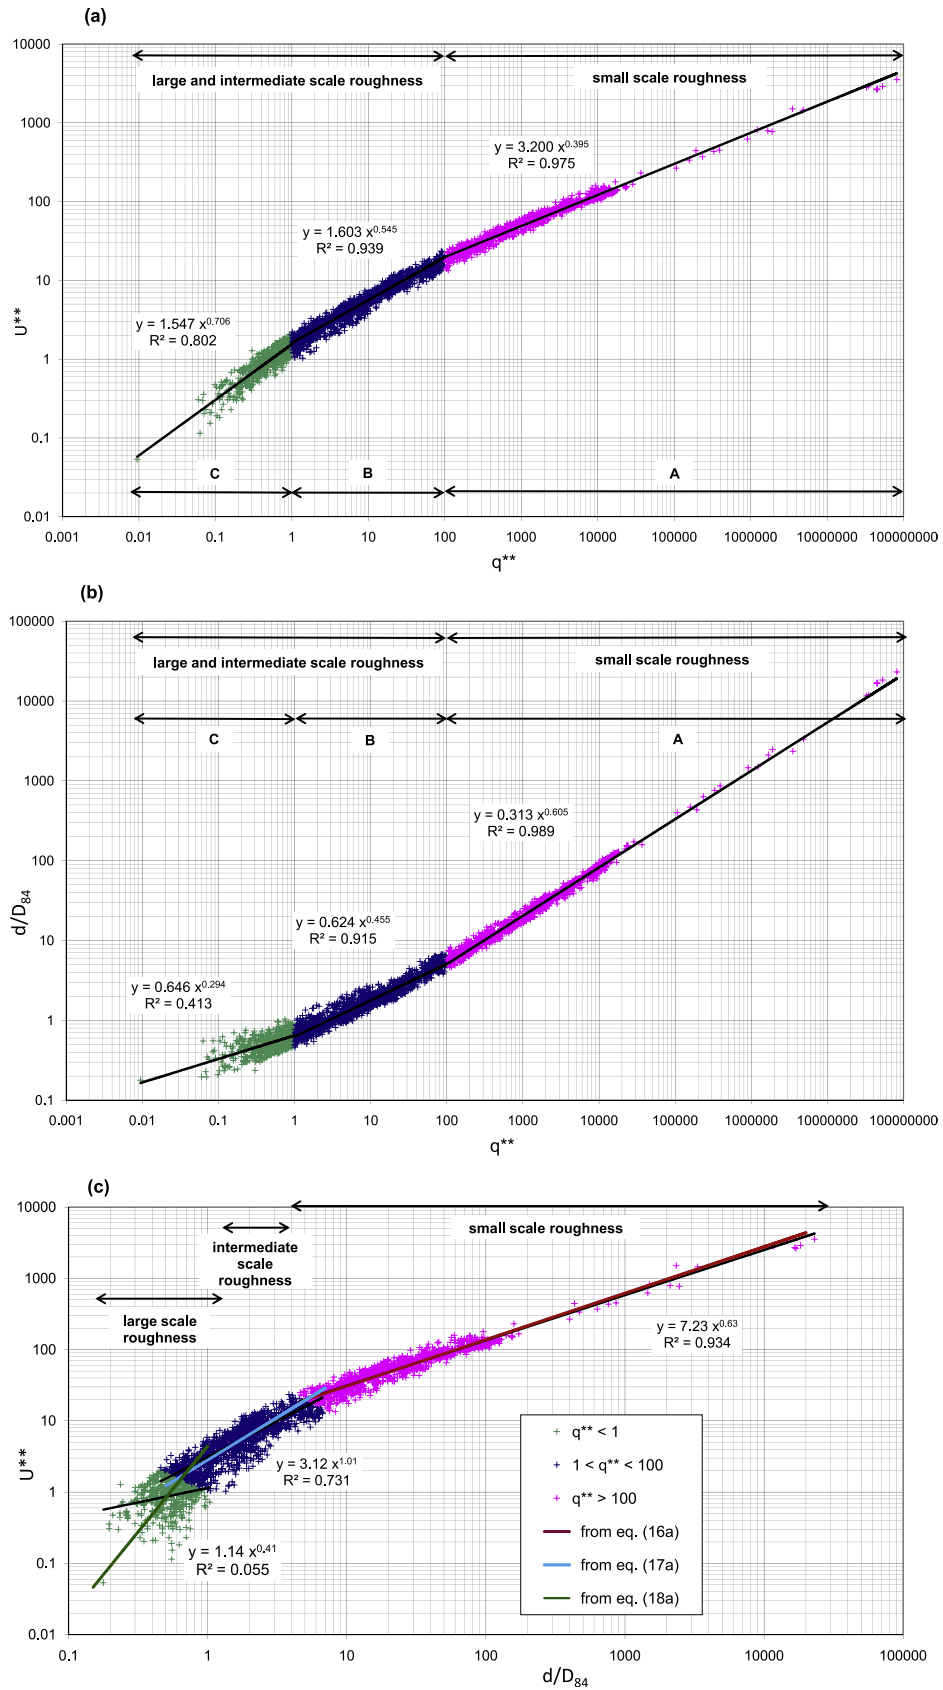 (a)
10000
1000
100
10
1
0.1
0.01
U**
large and intermediate scale roughness
small scale roughness
y = 3.200 x^0.395
R² = 0.975
y = 1.603 x^0.545
R² = 0.939
y = 1.547 x^0.706
R² = 0.802
C
B
A
0.001 0.01 0.1 1 10 100 1000 10000 100000 1000000 10000000 100000000
q**
(b)
100000
10000
1000
100
10
1
0.1
d/D84
large and intermediate scale roughness
small scale roughness
C
B
A
y = 0.313 x^0.605
R² = 0.989
y = 0.624 x^0.455
R² = 0.915
y = 0.646 x^0.294
R² = 0.413
0.001 0.01 0.1 1 10 100 1000 10000 100000 1000000 10000000 100000000
q**
(c)
10000
1000
100
10
1
0.1
0.01
U**
small scale roughness
intermediate
scale
roughness
large scale
roughness
y = 7.23 x^0.63
R² = 0.934
y = 3.12 x^1.01
R² = 0.731
y = 1.14 x^0.41
R² = 0.055
q** < 1
1 < q** < 100
q** > 100
from eq. (16a)
from eq. (17a)
from eq. (18a)
0.1 1 10 100 1000 10000 100000
d/D84